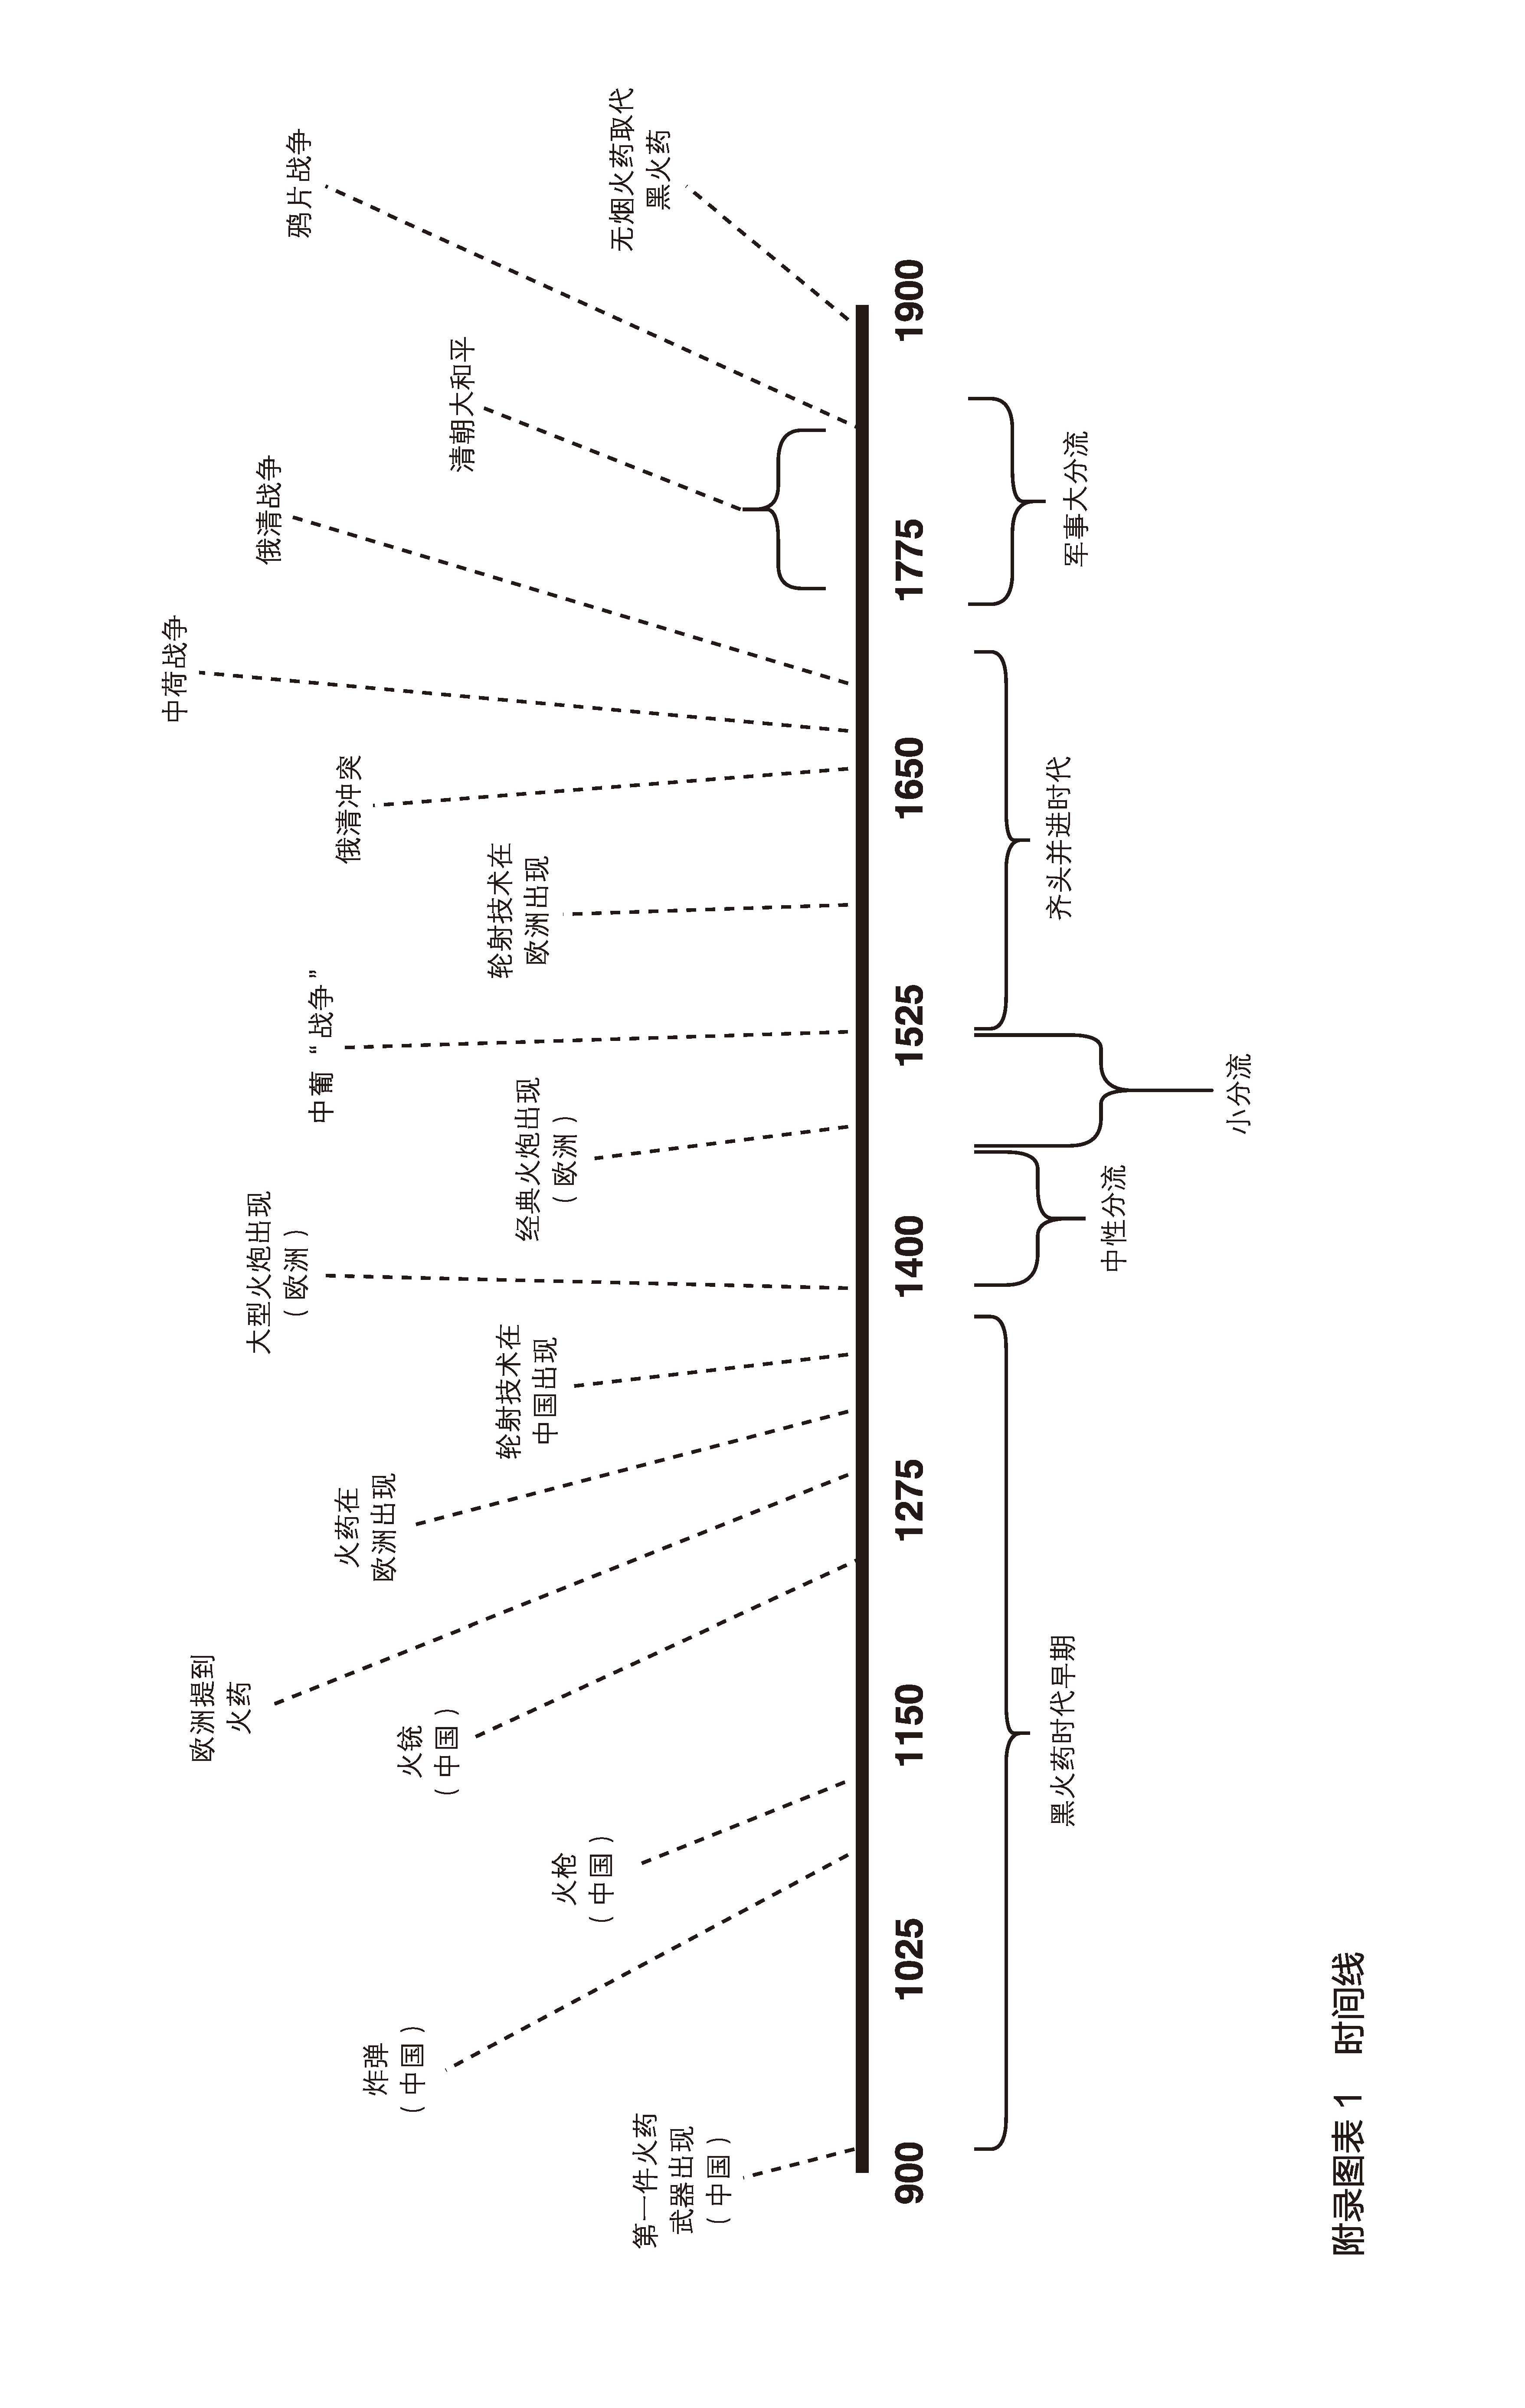 第一件火药
武器出现
（中国）
炸弹
（中国）
火枪
（中国）
火铳
（中国）
欧洲提到
火药
火药在
欧洲出现
轮射技术在
中国出现
大型火炮出现
（欧洲）
经典火炮出现
（欧洲）
中葡“战争”
轮射技术在
欧洲出现
俄清冲突
中荷战争
俄清战争
清朝大和平
鸦片战争
无烟火药取代
黑火药
900
1025
1150
1275
1400
1525
1650
1775
1900
黑火药时代早期
中性分流
小分流
齐头并进时代
军事大分流
附录图表 1 时间线